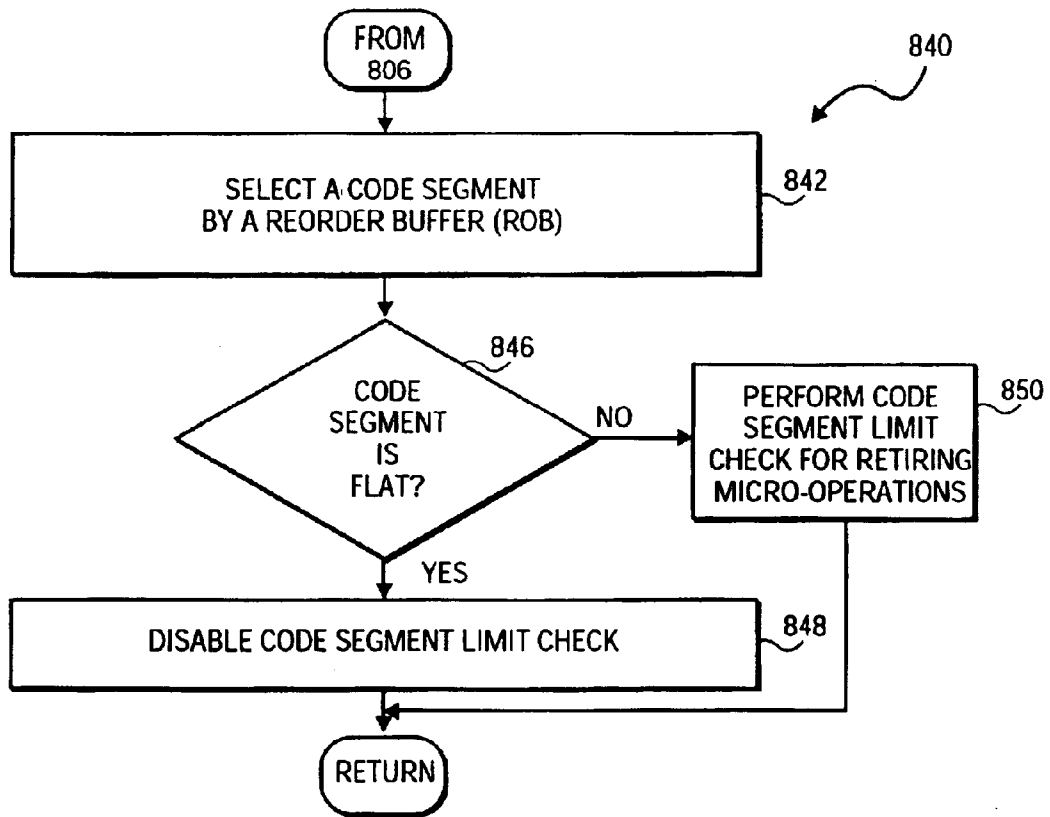 FROM
806
840
SELECT A CODE SEGMENT
BY A REORDER BUFFER (ROB)
842
846
CODE
SEGMENT
IS
FLAT?
NO
PERFORM CODE
SEGMENT LIMIT
CHECK FOR RETIRING
MICRO-OPERATIONS
850
YES
DISABLE CODE SEGMENT LIMIT CHECK
848
RETURN